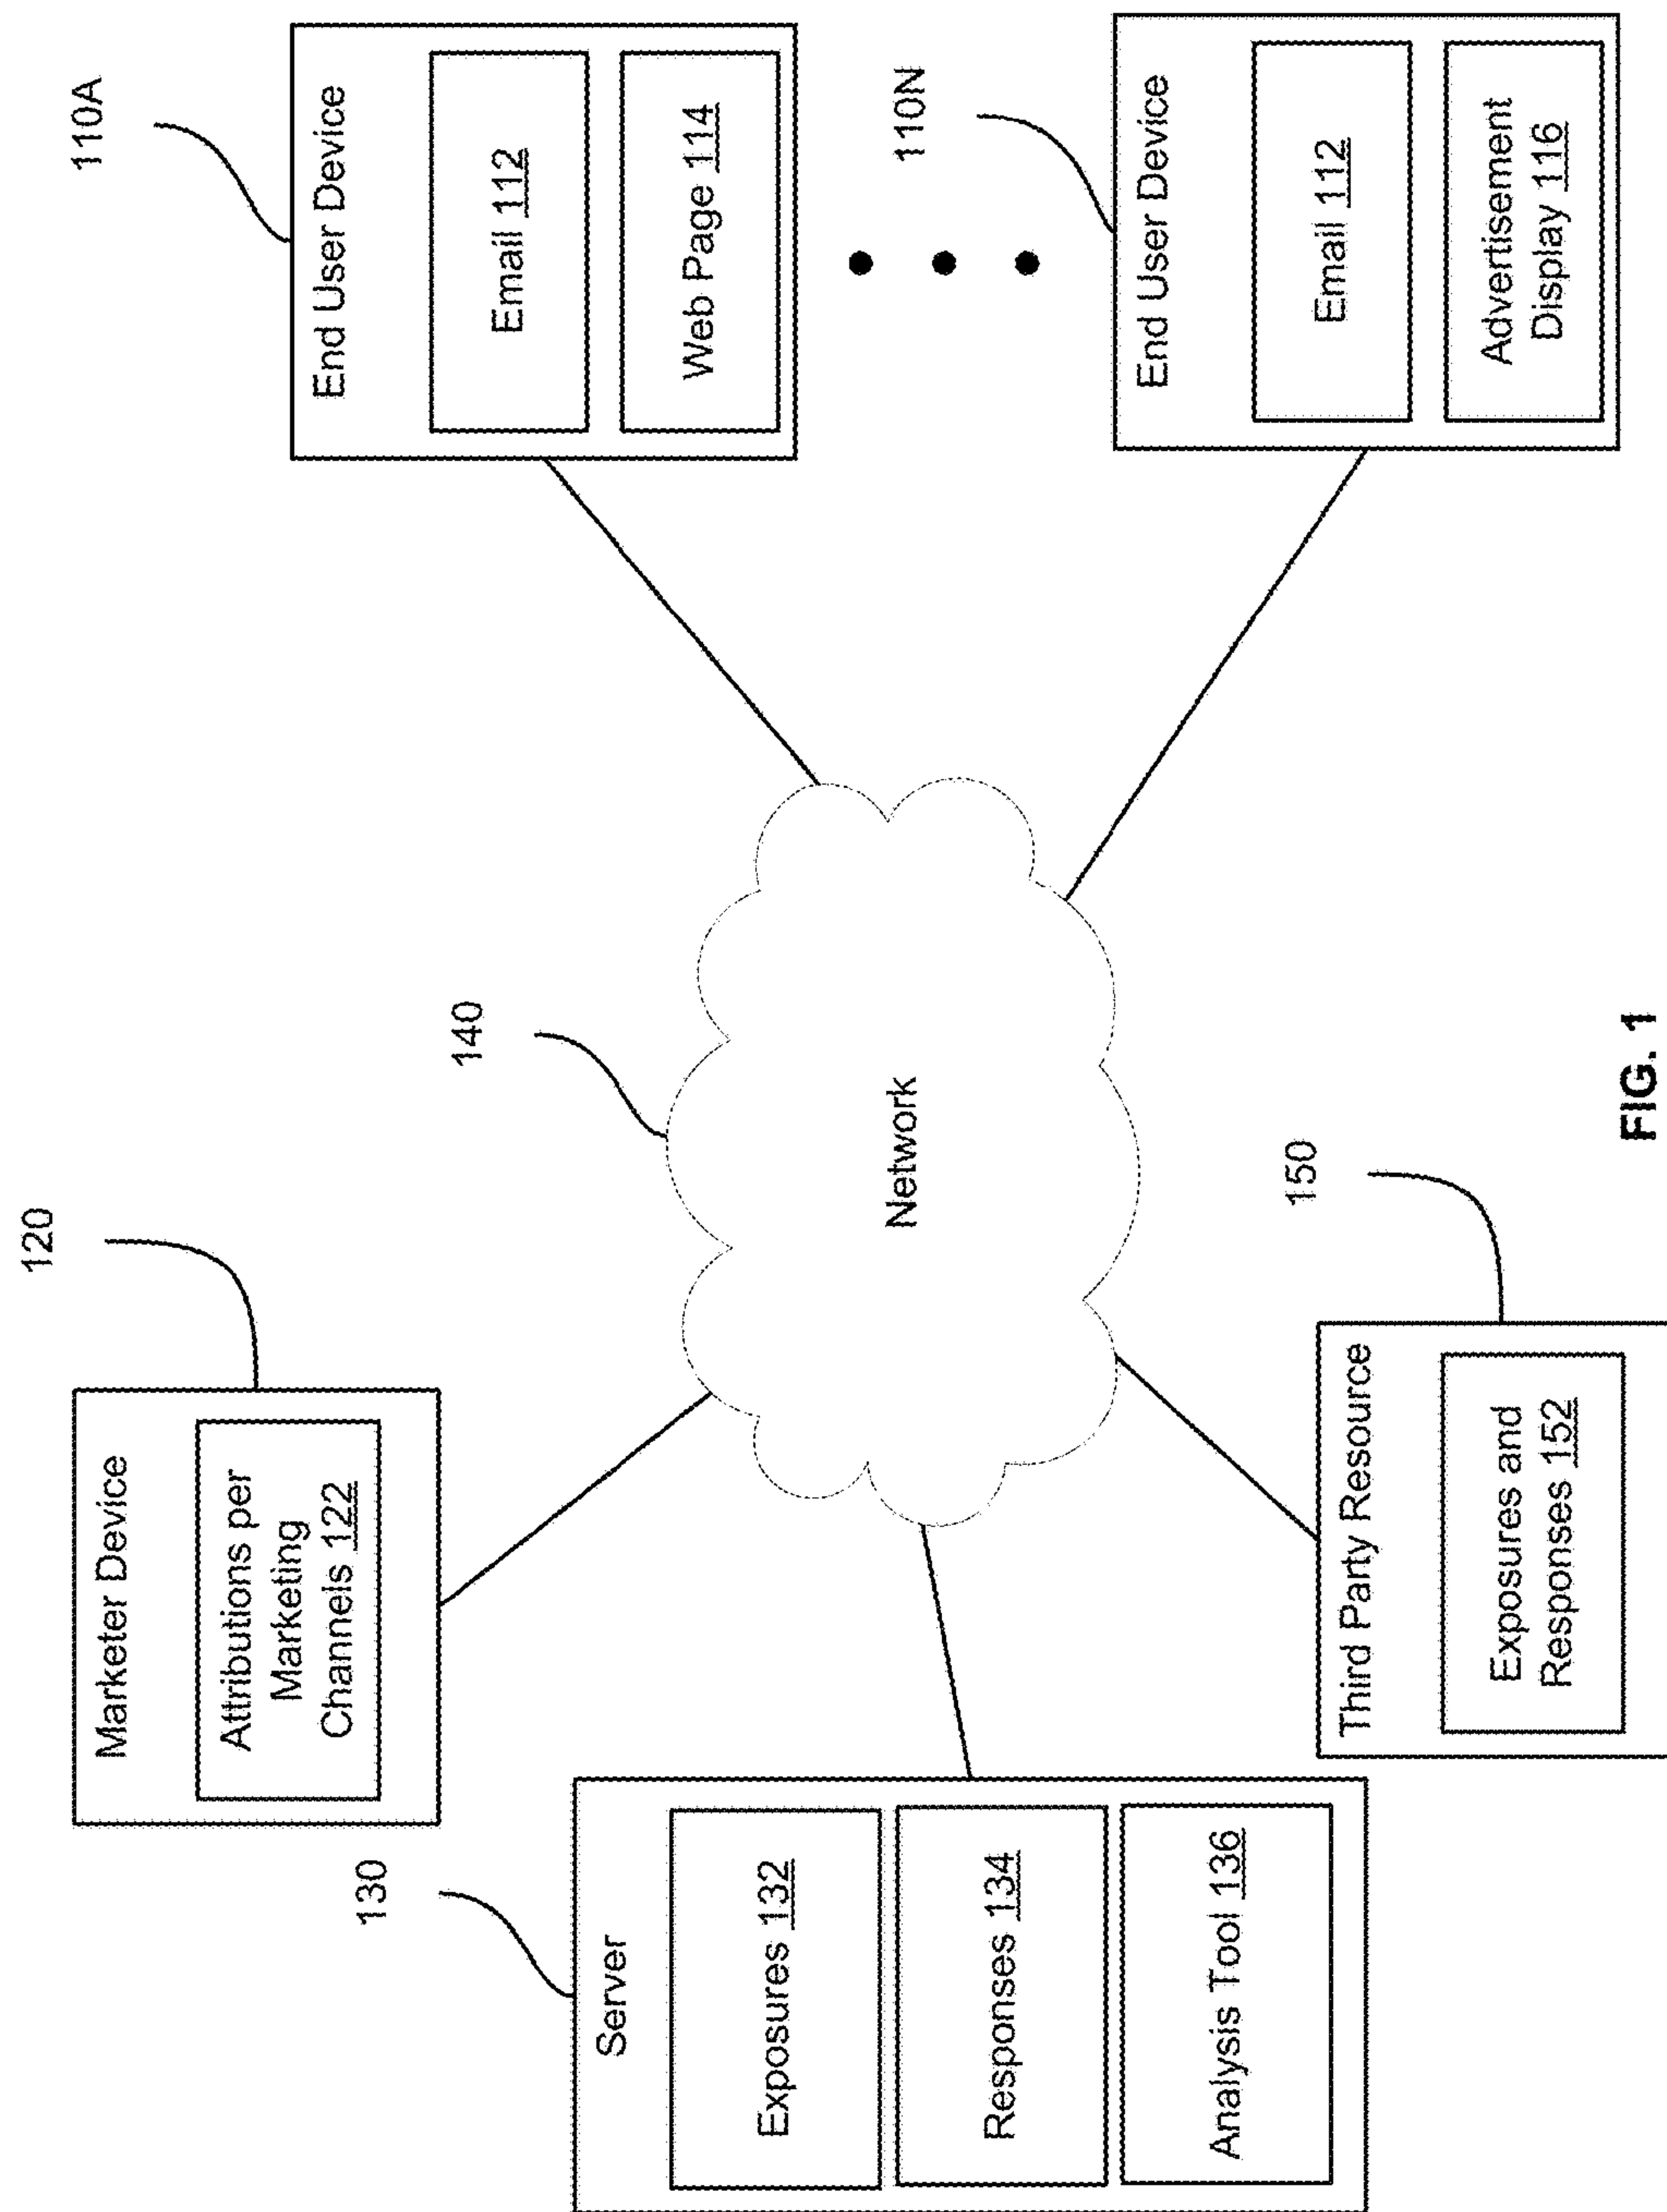 120
Marketer Device
Attributions per
Marketing
Channels 122
130
Server
Exposures 132
Responses 134
Analysis Tool 136
140
Network
150
Third Party Resource
Exposures and
Responses 152
110A
End User Device
Email 112
Web Page 114
110N
End User Device
Email 112
Advertisement
Display 116
FIG. 1